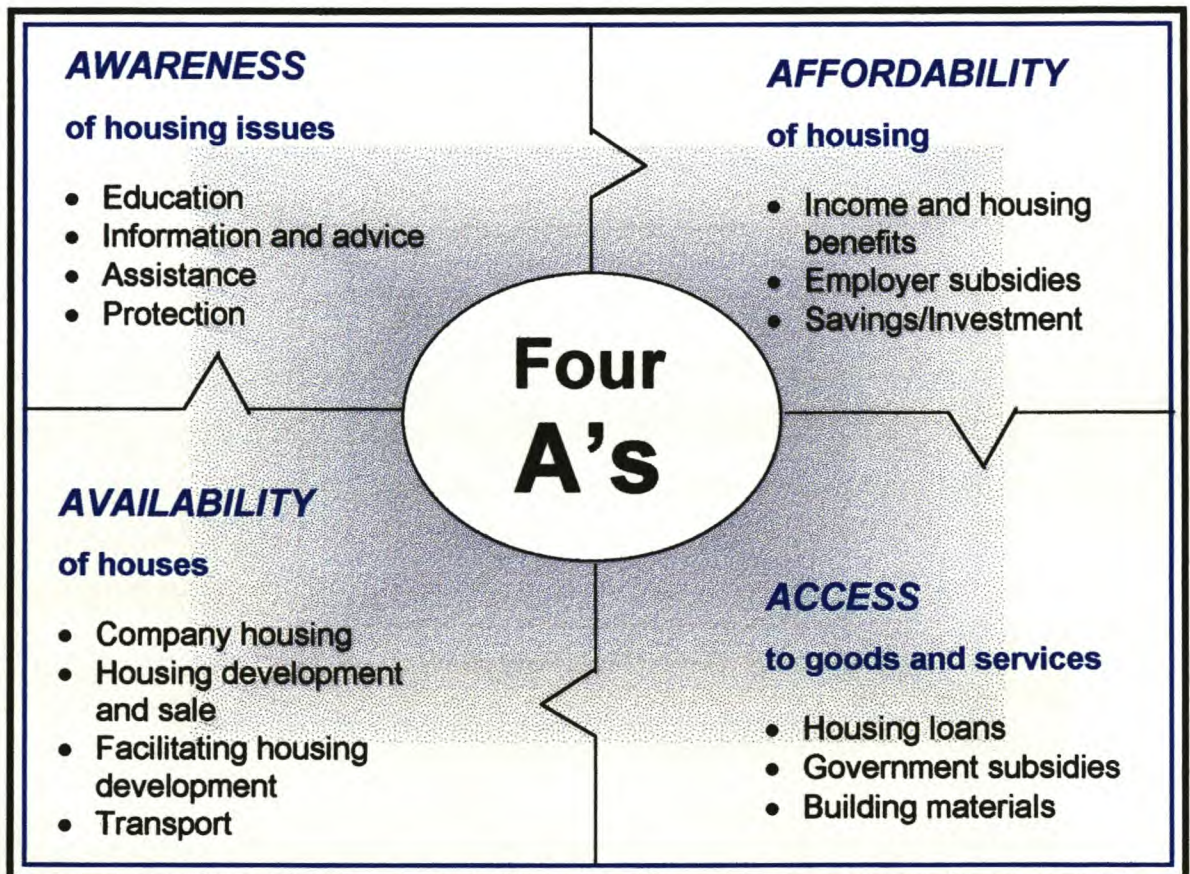 AWARENESS
of housing issues
• Education
• Information and advice
• Assistance
• Protection
AFFORDABILITY
of housing
• Income and housing
benefits
• Employer subsidies
• Savings/Investment
Four
A's
AVAILABILITY
of houses
• Company housing
• Housing development
and sale
• Facilitating housing
development
• Transport
ACCESS
to goods and services
• Housing loans
• Government subsidies
• Building materials